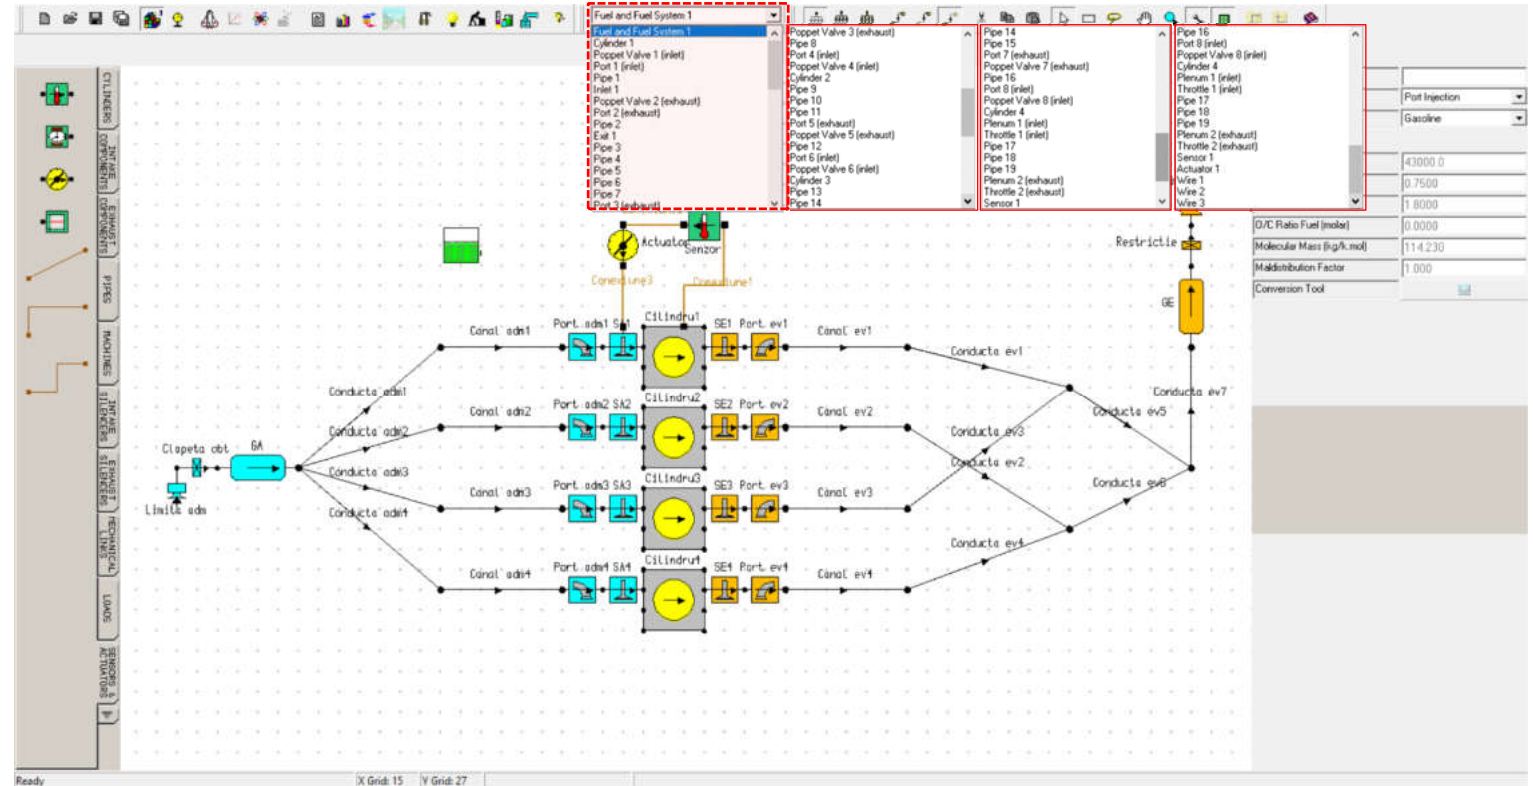 Fuel and Fuel System 1
Fuel and Fuel System 1
Cylinder 1
Poppet Valve 1 (inlet)
Port 1 (inlet)
Pipe 1
Inlet 1
Poppet Valve 2 (exhaust)
Port 2 (exhaust)
Pipe 2
Exit 1
Pipe 3
Pipe 4
Pipe 5
Pipe 6
Pipe 7
Port 3 (exhaust)
Poppet Valve 3 (exhaust)
Pipe 8
Port 4 (inlet)
Poppet Valve 4 (inlet)
Cylinder 2
Pipe 9
Pipe 10
Pipe 11
Port 5 (exhaust)
Poppet Valve 5 (exhaust)
Pipe 12
Port 6 (inlet)
Poppet Valve 6 (inlet)
Cylinder 3
Pipe 13
Pipe 14
Pipe 14
Pipe 15
Port 7 (exhaust)
Poppet Valve 7 (exhaust)
Pipe 16
Port 8 (inlet)
Poppet Valve 8 (inlet)
Cylinder 4
Plenum 1 (inlet)
Throttle 1 (inlet)
Pipe 17
Pipe 18
Pipe 19
Plenum 2 (exhaust)
Throttle 2 (exhaust)
Sensor 1
Pipe 16
Port 8 (inlet)
Poppet Valve 8 (inlet)
Cylinder 4
Plenum 1 (inlet)
Throttle 1 (inlet)
Pipe 17
Pipe 18
Pipe 19
Plenum 2 (exhaust)
Throttle 2 (exhaust)
Sensor 1
Actuator 1
Wire 1
Wire 2
Wire 3
Port Injection
Gasoline
43000.0
0.7500
1.8000
O/C Ratio Fuel (molar) 0.0000
Molecular Mass (kg/k.mol) 114.230
Maldistribution Factor 1.000
Conversion Tool
CYLINDERS
INTAKE COMPONENTS
EXHAUST COMPONENTS
PIPES
MACHINES
INTAKE SILENCERS
EXHAUST SILENCERS
MECHANICAL LINKS
LOADS
SENSORS & ACTUATORS
Actuator
Senzor
Conexiune3
Conexiune1
Restrictie
GE
Canal adm1
Port adm1 SA1
Cilindru1
SE1 Port ev1
Canal ev1
Conducta ev1
Conducta adm1
Conducta ev7
Canal adm2
Port adm2 SA2
Cilindru2
SE2 Port ev2
Canal ev2
Conducta ev5
Conducta adm2
Conducta ev3
Clapeta obt
GA
Conducta ev2
Conducta adm3
Canal adm3
Port adm3 SA3
Cilindru3
SE3 Port ev3
Canal ev3
Conducta ev6
Limita adm
Conducta adm4
Conducta ev4
Canal adm4
Port adm4 SA4
Cilindru4
SE4 Port ev4
Canal ev4
Ready
X Grid: 15
Y Grid: 27